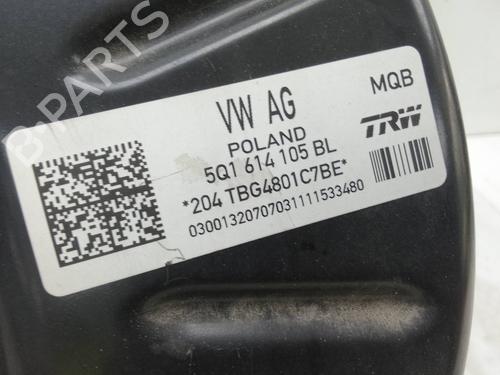 B-PARTS
VW AG
MQB
POLAND
TRW
5Q1 614 105 BL
*204 TBG4801C7BE*
03001320707031111533480